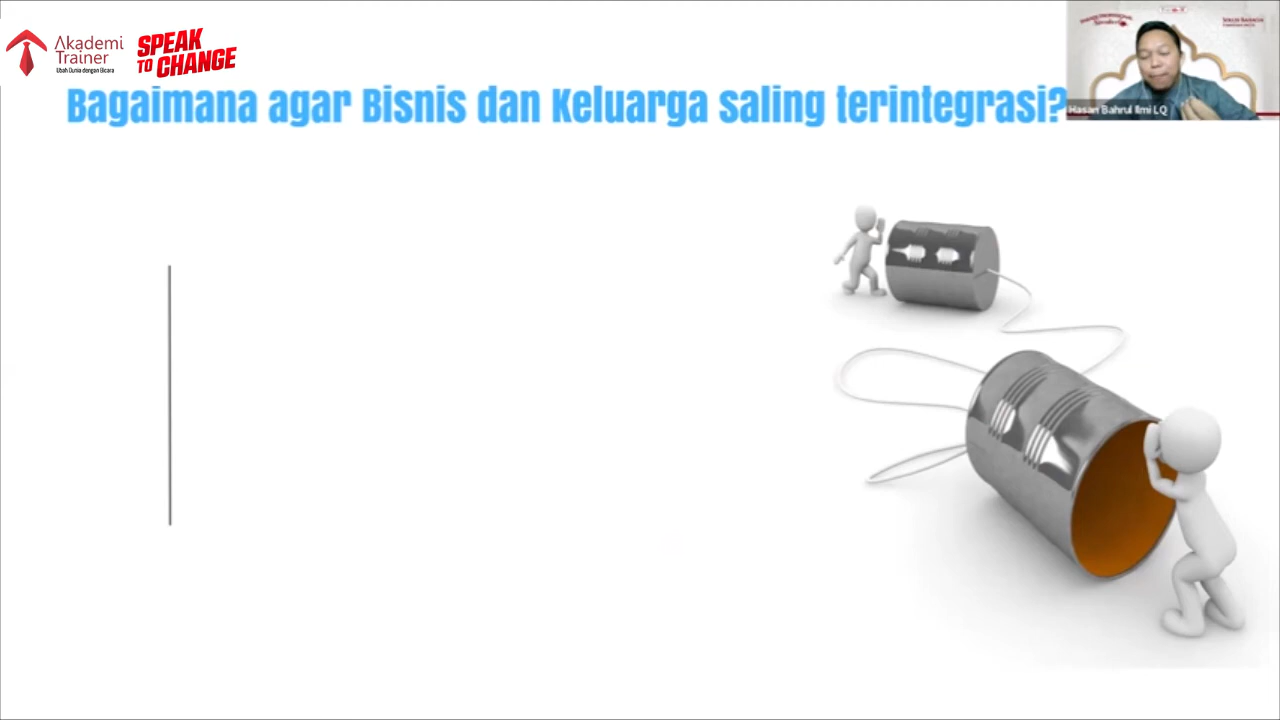 Akademi
Trainer
Ubah Dunia dengan Bicara
SPEAK
TO CHANGE
Bagaimana agar Bisnis dan Keluarga saling terintegrasi?
Hasan Bahrul Ilmi LQ